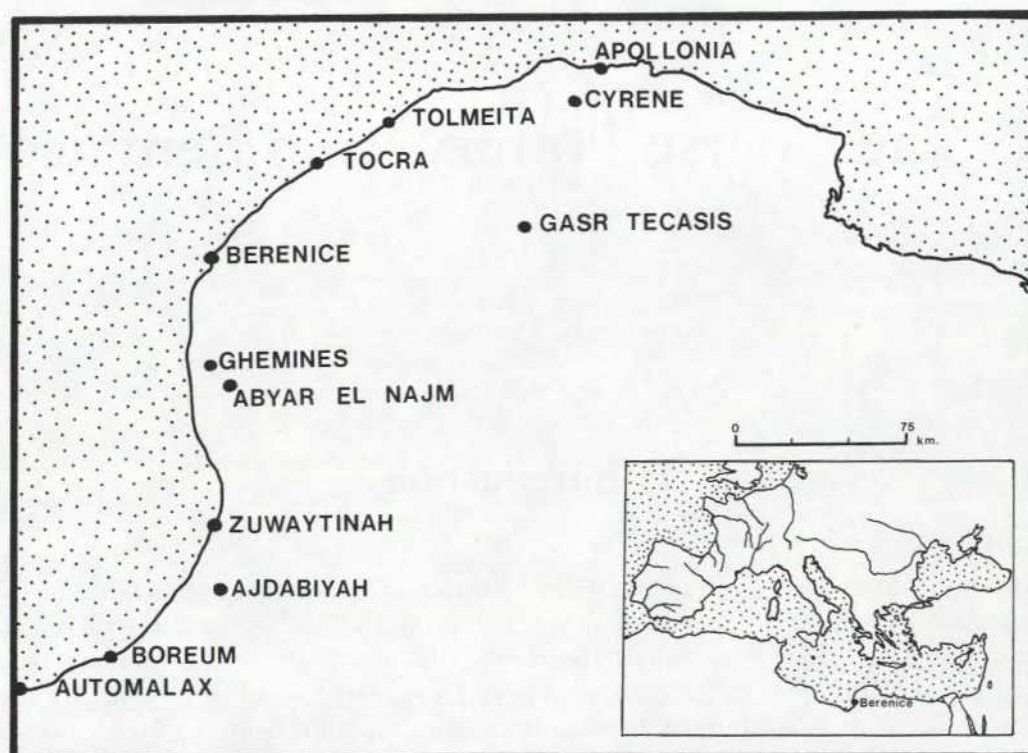 APOLLONIA
CYRENE
TOLMEITA
TOCRA
GASR TECASIS
BERENICE
GHEMINES
ABYAR EL NAJM
0 75
km.
ZUWAYTINAH
AJDABIYAH
BOREUM
AUTOMALAX
Berenice